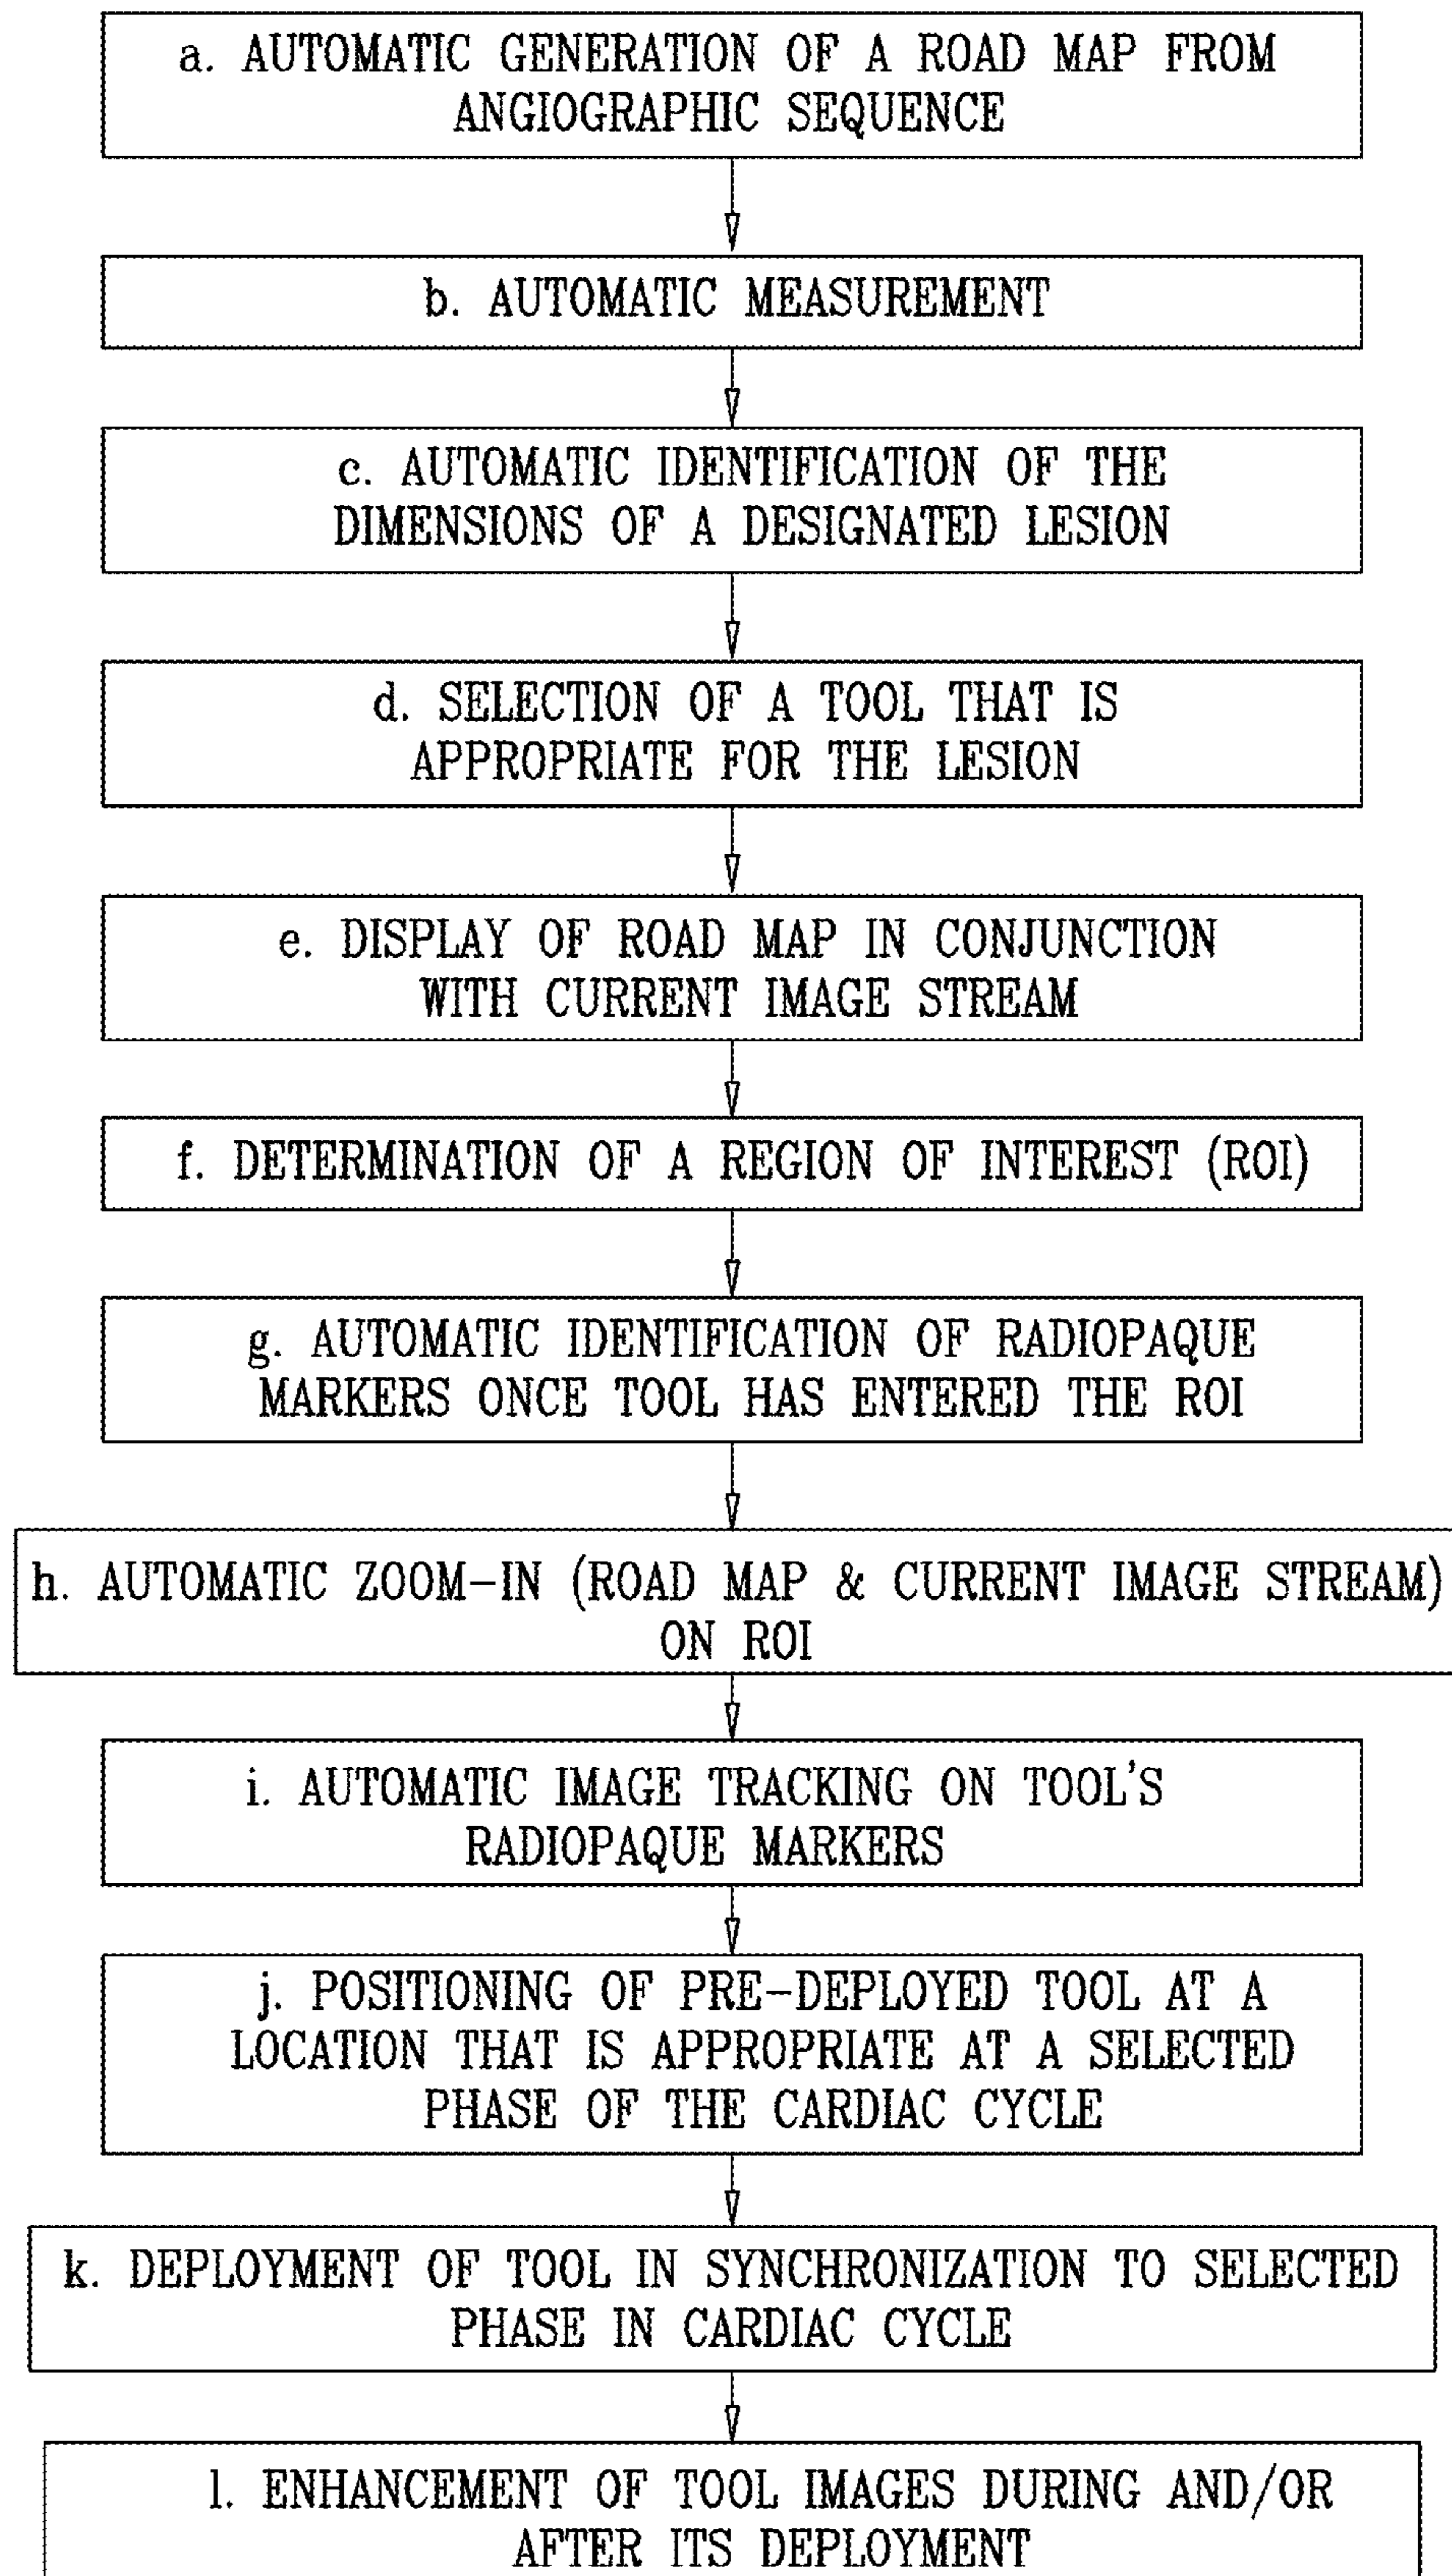 a. AUTOMATIC GENERATION OF A ROAD MAP FROM
ANGIOGRAPHIC SEQUENCE
b. AUTOMATIC MEASUREMENT
c. AUTOMATIC IDENTIFICATION OF THE
DIMENSIONS OF A DESIGNATED LESION
d. SELECTION OF A TOOL THAT IS
APPROPRIATE FOR THE LESION
e. DISPLAY OF ROAD MAP IN CONJUNCTION
WITH CURRENT IMAGE STREAM
f. DETERMINATION OF A REGION OF INTEREST (ROI)
g. AUTOMATIC IDENTIFICATION OF RADIOPAQUE
MARKERS ONCE TOOL HAS ENTERED THE ROI
h. AUTOMATIC ZOOM-IN (ROAD MAP & CURRENT IMAGE STREAM)
ON ROI
i. AUTOMATIC IMAGE TRACKING ON TOOL'S
RADIOPAQUE MARKERS
j. POSITIONING OF PRE-DEPLOYED TOOL AT A
LOCATION THAT IS APPROPRIATE AT A SELECTED
PHASE OF THE CARDIAC CYCLE
k. DEPLOYMENT OF TOOL IN SYNCHRONIZATION TO SELECTED
PHASE IN CARDIAC CYCLE
l. ENHANCEMENT OF TOOL IMAGES DURING AND/OR
AFTER ITS DEPLOYMENT